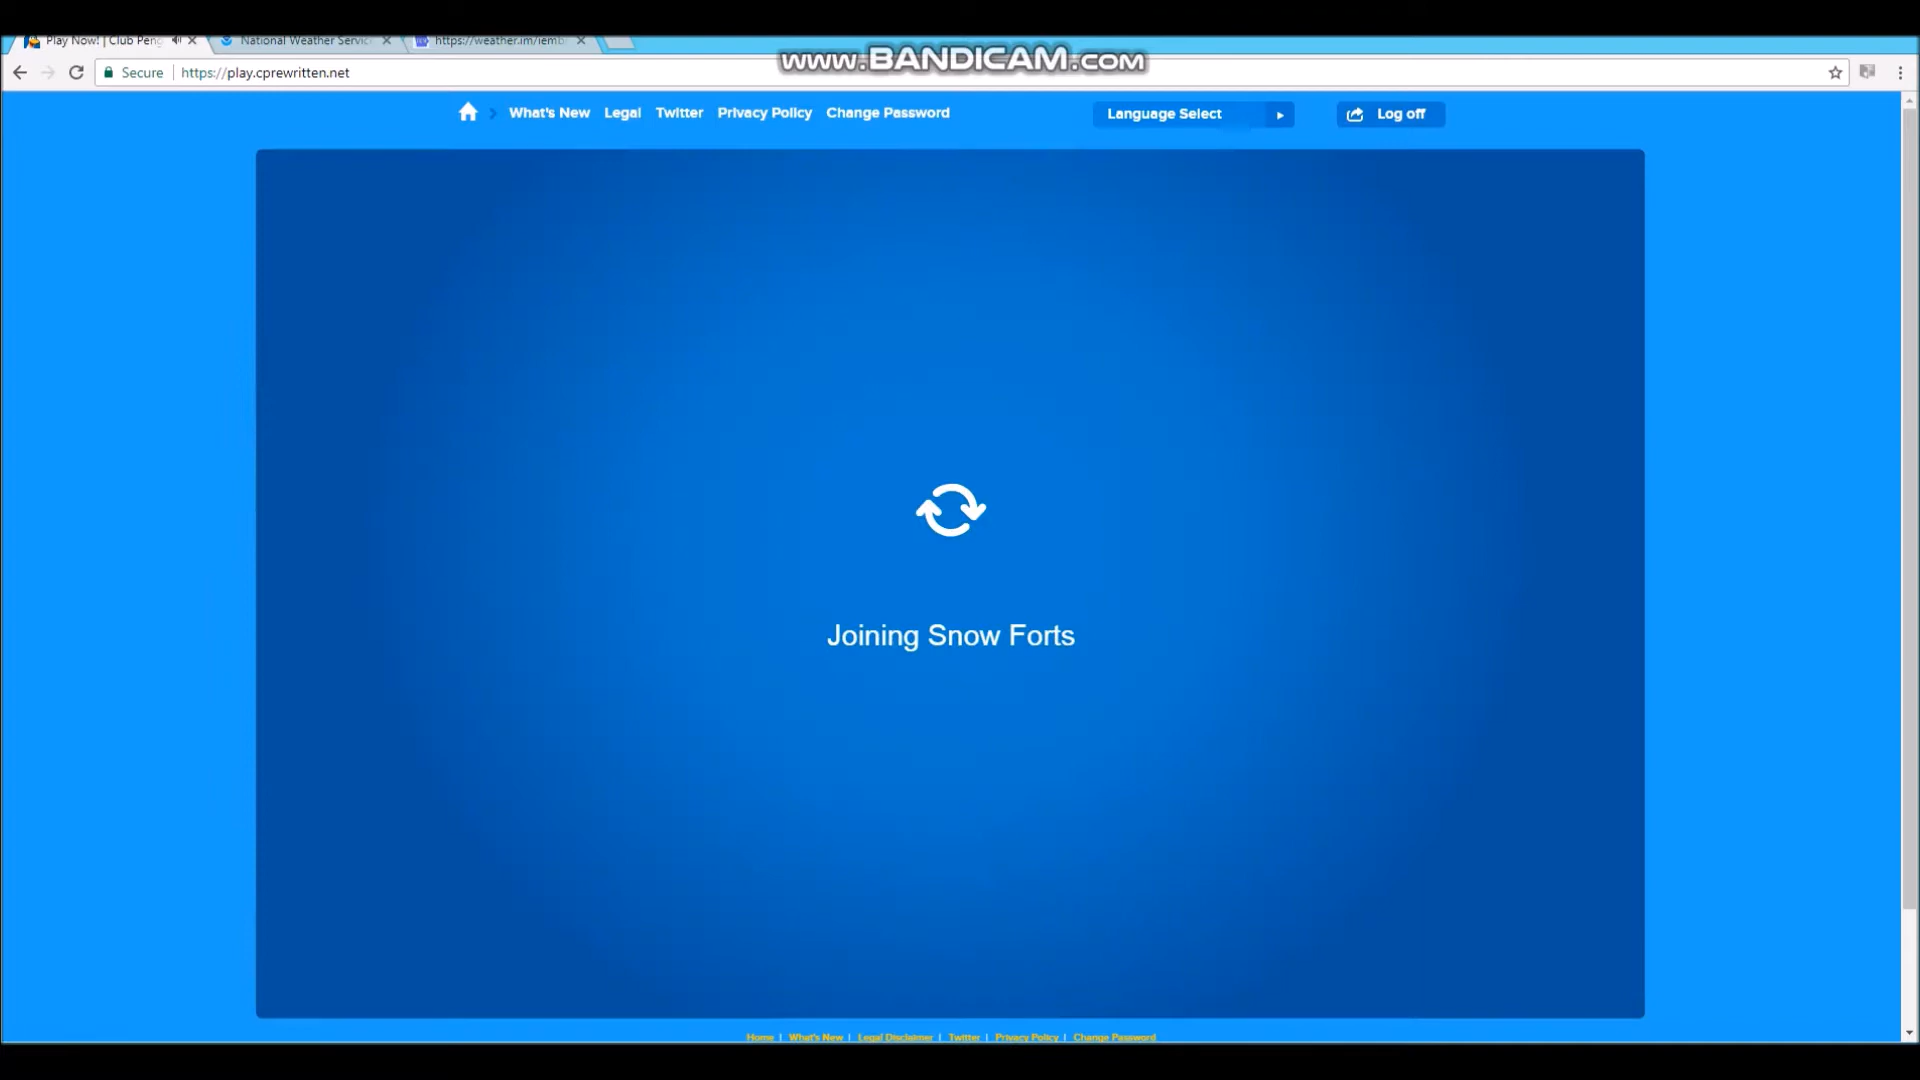 Play Now! | Club Peng
National Weather Servic
https://weather.im/iemb
www.BANDICAM.com
Secure
https://play.cprewritten.net
What's New
Legal
Twitter
Privacy Policy
Change Password
Language Select
Log off
Joining Snow Forts
Home | What's New | Legal Disclaimer | Twitter | Privacy Policy | Change Password